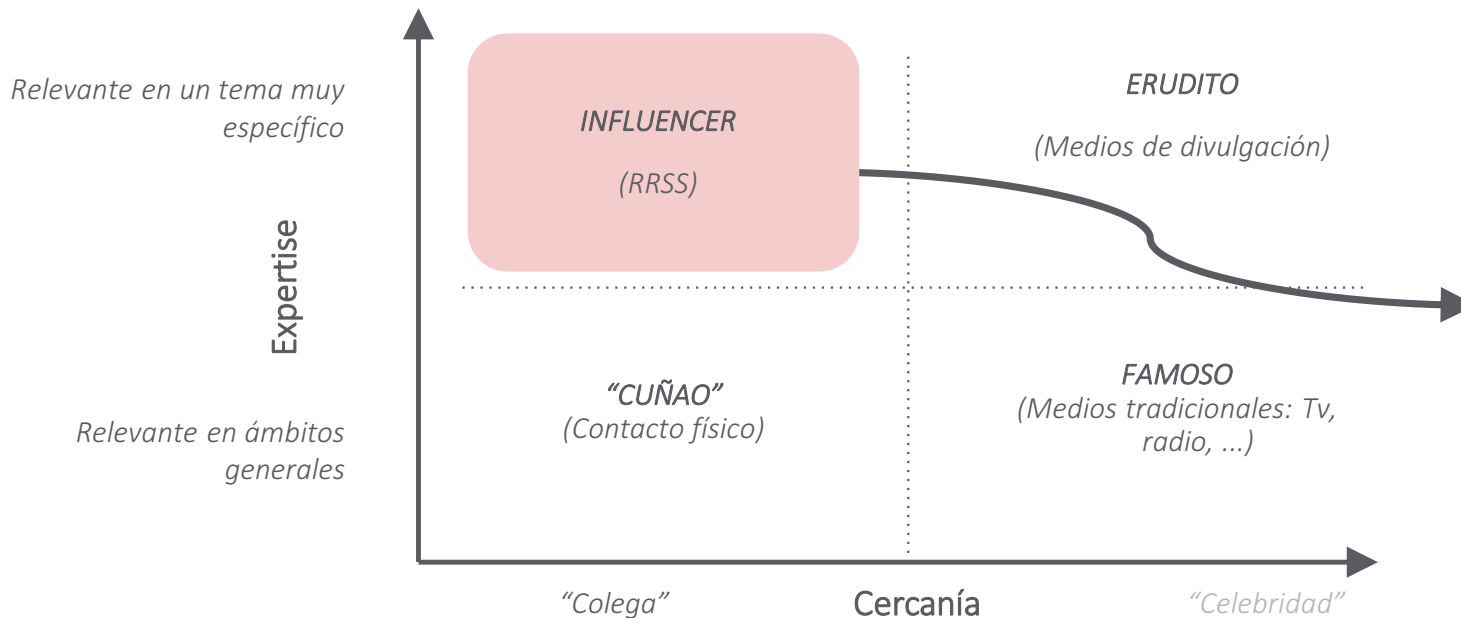 Relevante en un tema muy
específico
INFLUENCER
(RRSS)
ERUDITO
(Medios de divulgación)
Expertise
Relevante en ámbitos
generales
“CUÑAO”
(Contacto físico)
FAMOSO
(Medios tradicionales: Tv,
radio, ...)
“Colega”
Cercanía
“Celebridad”